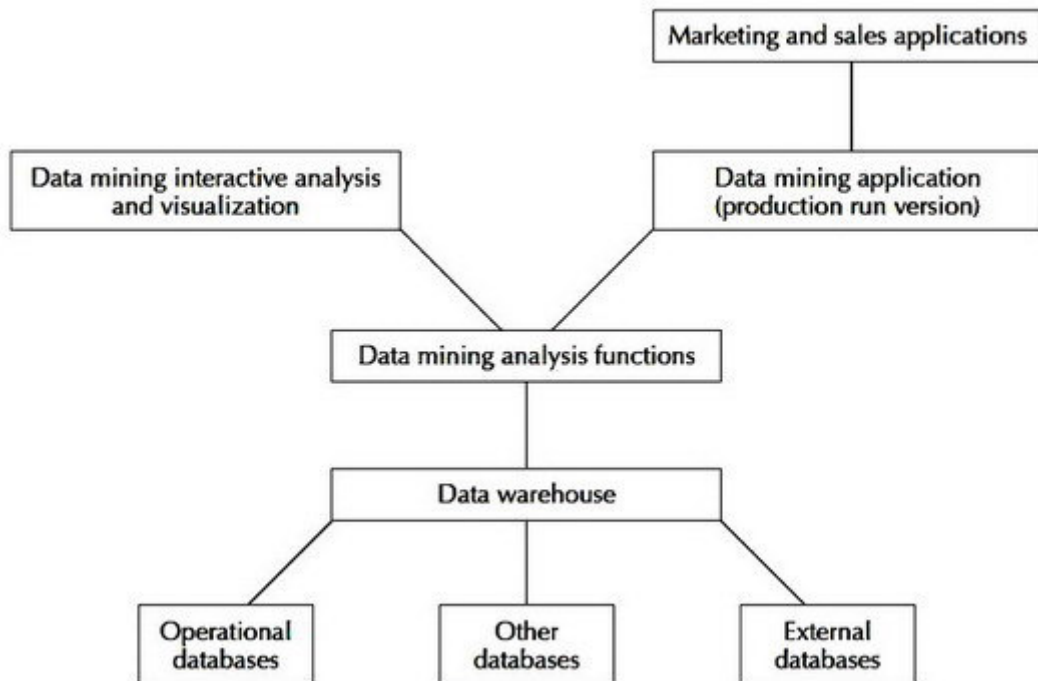 Marketing and sales applications
Data mining interactive analysis
and visualization
Data mining application
(production run version)
Data mining analysis functions
Data warehouse
Operational
databases
Other
databases
External
databases